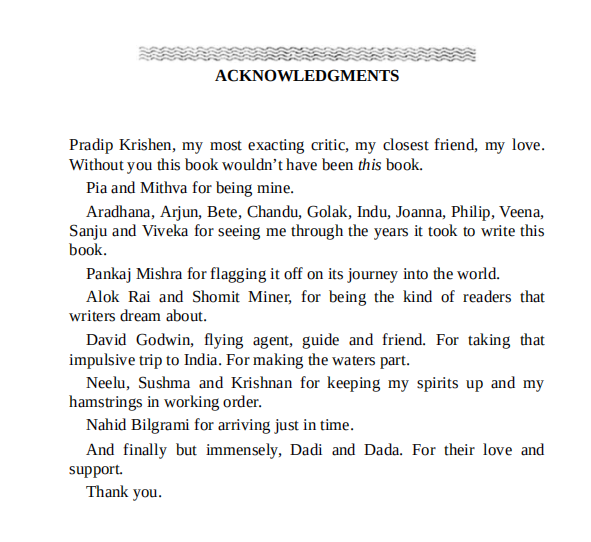 ACKNOWLEDGMENTS
Pradip Krishen, my most exacting critic, my closest friend, my love.
Without you this book wouldn’t have been this book.
Pia and Mithva for being mine.
Aradhana, Arjun, Bete, Chandu, Golak, Indu, Joanna, Philip, Veena,
Sanju and Viveka for seeing me through the years it took to write this
book.
Pankaj Mishra for flagging it off on its journey into the world.
Alok Rai and Shomit Miner, for being the kind of readers that
writers dream about.
David Godwin, flying agent, guide and friend. For taking that
impulsive trip to India. For making the waters part.
Neelu, Sushma and Krishnan for keeping my spirits up and my
hamstrings in working order.
Nahid Bilgrami for arriving just in time.
And finally but immensely, Dadi and Dada. For their love and
support.
Thank you.